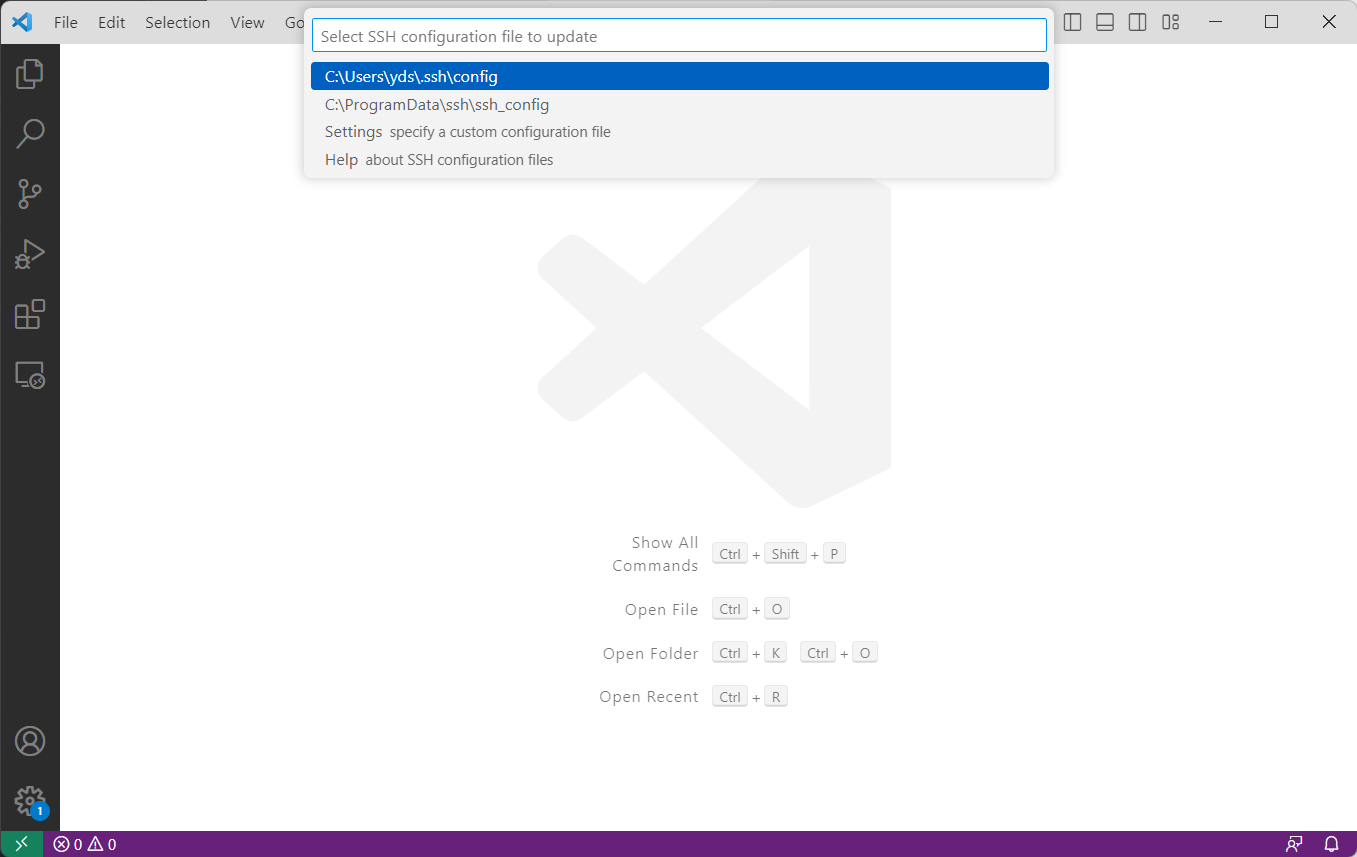 File Edit Selection View Go
Select SSH configuration file to update
C:\Users\yds\.ssh\config
C:\ProgramData\ssh\ssh_config
Settings specify a custom configuration file
Help about SSH configuration files
Show All
Commands Ctrl + Shift + P
Open File Ctrl + O
Open Folder Ctrl + K Ctrl + O
Open Recent Ctrl + R
1
0 0